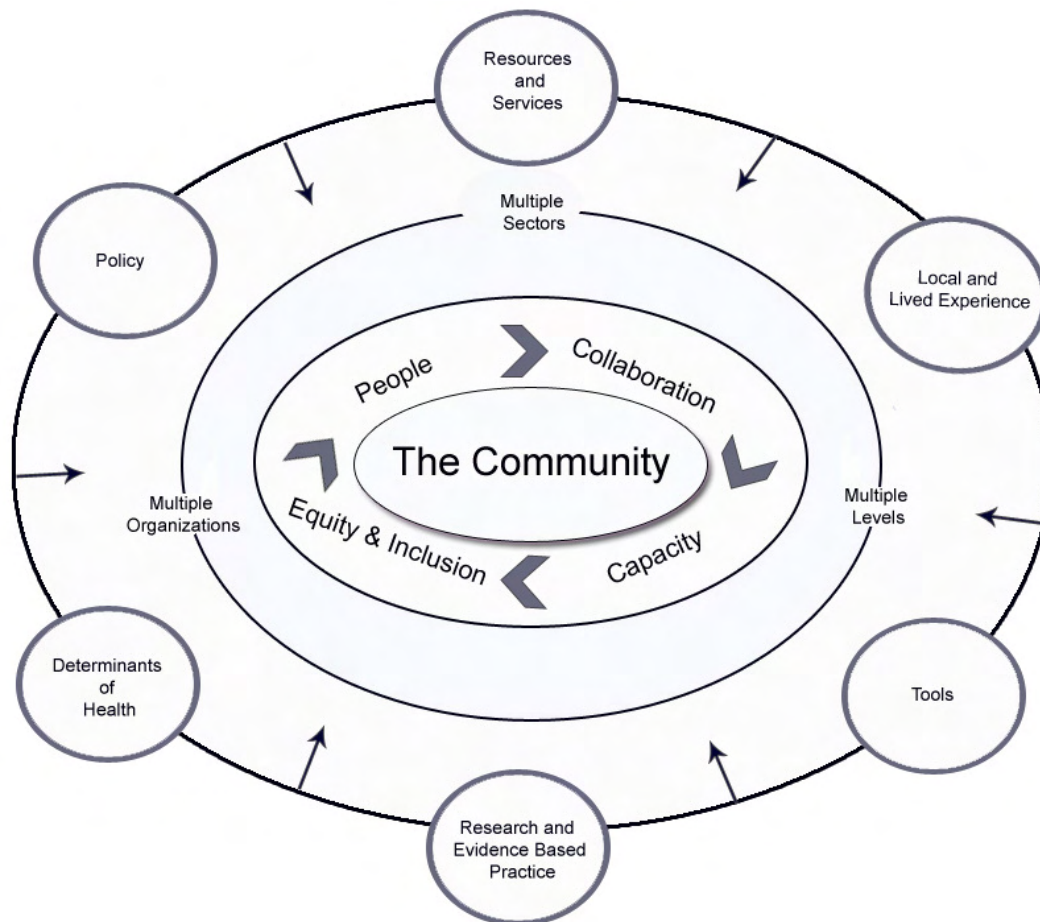 Resources
and
Services
Policy
Multiple
Sectors
Local and
Lived Experience
People
Collaboration
The Community
Multiple
Organizations
Multiple
Levels
Equity & Inclusion
Capacity
Determinants
of
Health
Tools
Research and
Evidence Based
Practice